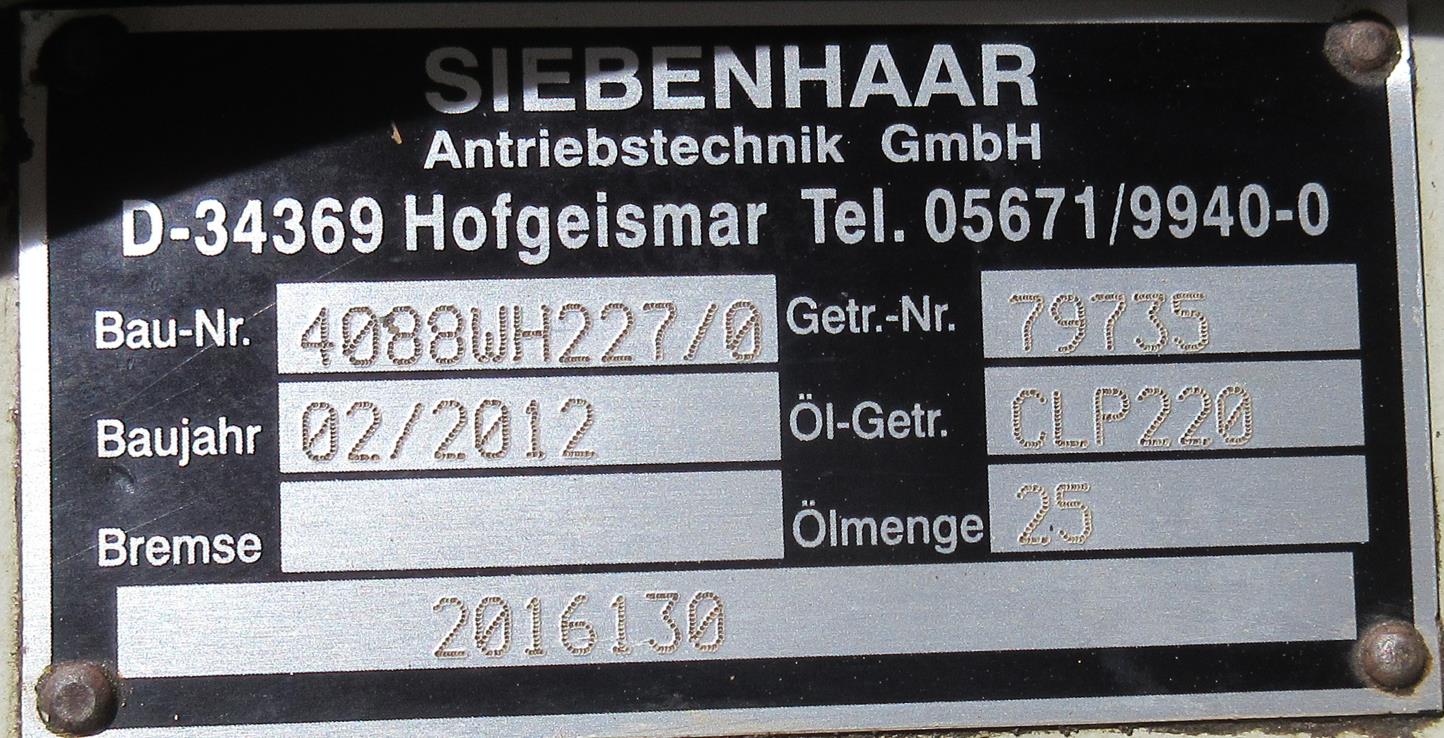 SIEBENHAAR
Antriebstechnik GmbH
D-34369 Hofgeismar Tel. 05671/9940-0
Bau-Nr. 4088WH227/0 Getr.-Nr. 79735
Baujahr 02/2012 Öl-Getr. CLP220
Bremse Ölmenge 25
2016130